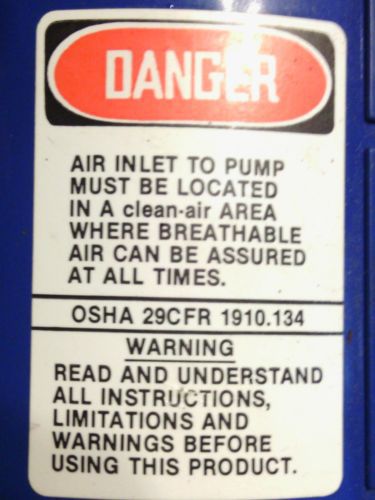 DANGER
AIR INLET TO PUMP
MUST BE LOCATED
IN A clean-air AREA
WHERE BREATHABLE
AIR CAN BE ASSURED
AT ALL TIMES.
OSHA 29CFR 1910.134
WARNING
READ AND UNDERSTAND
ALL INSTRUCTIONS,
LIMITATIONS AND
WARNINGS BEFORE
USING THIS PRODUCT.